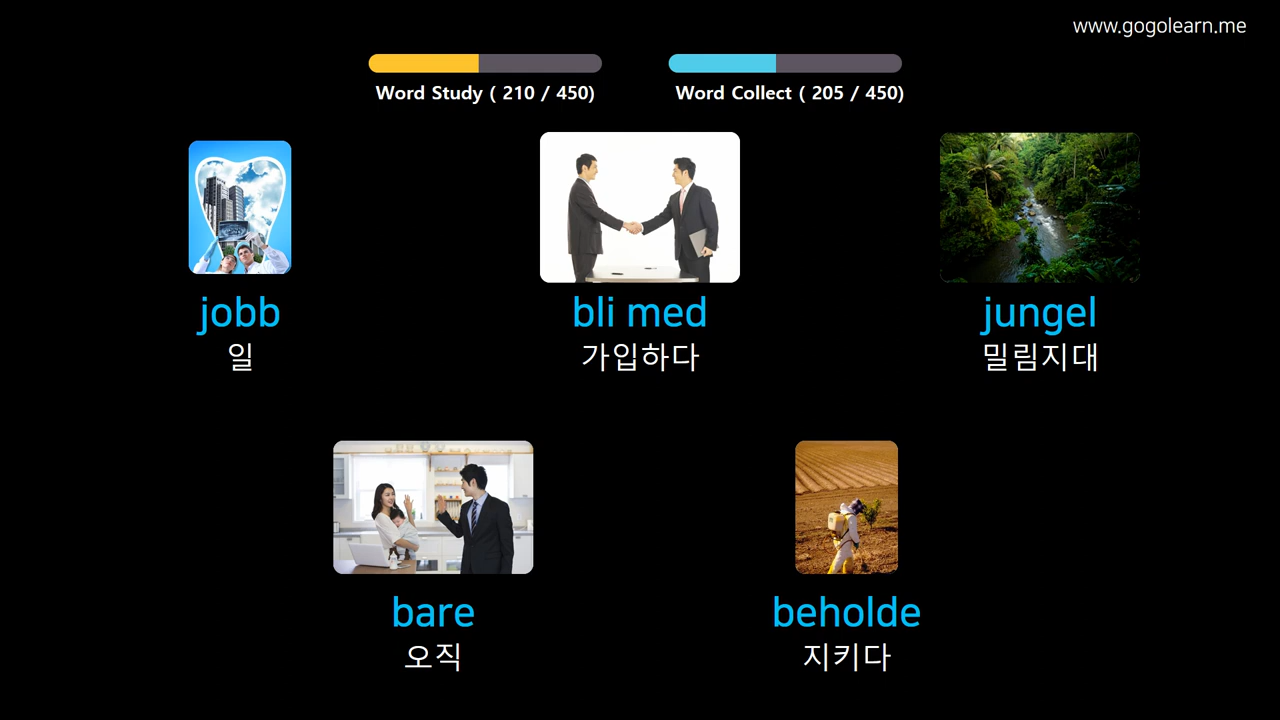 www.gogolearn.me
Word Study ( 210 / 450)
Word Collect ( 205 / 450)
jobb
일
bli med
가입하다
jungel
밀림지대
bare
오직
beholde
지키다